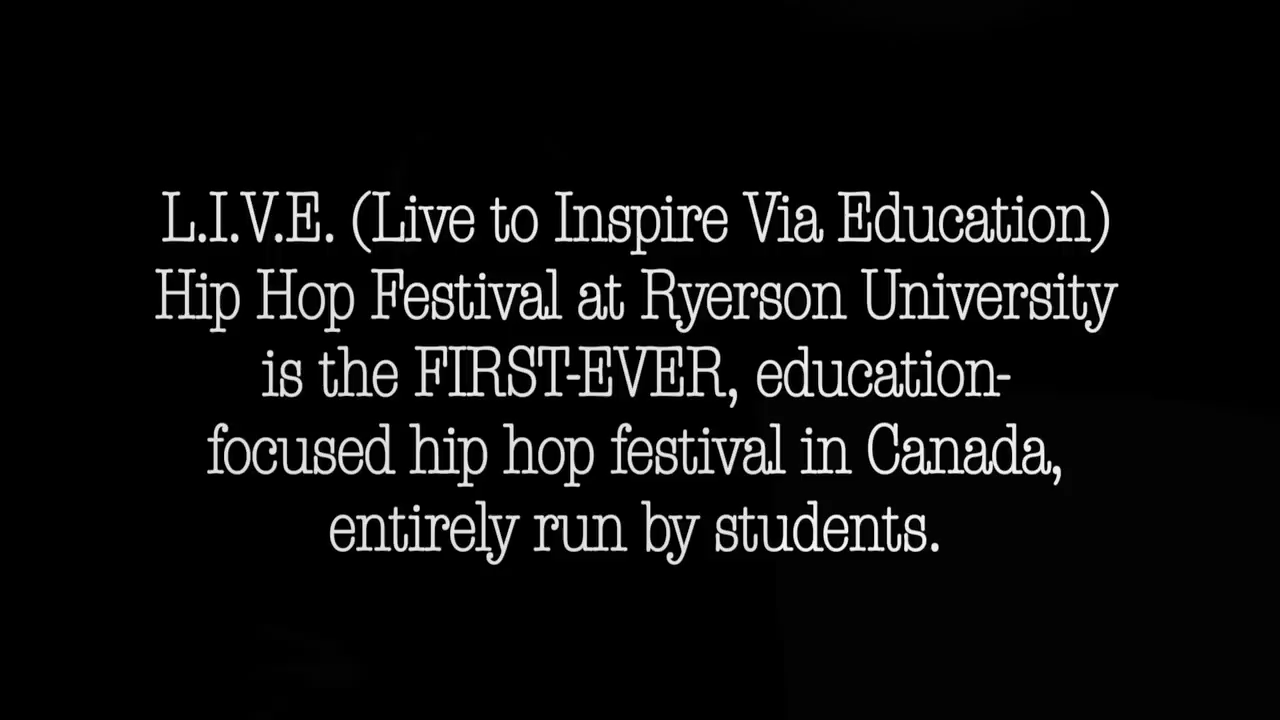 L.I.V.E. (Live to Inspire Via Education)
Hip Hop Festival at Ryerson University
is the FIRST-EVER, education-
focused hip hop festival in Canada,
entirely run by students.